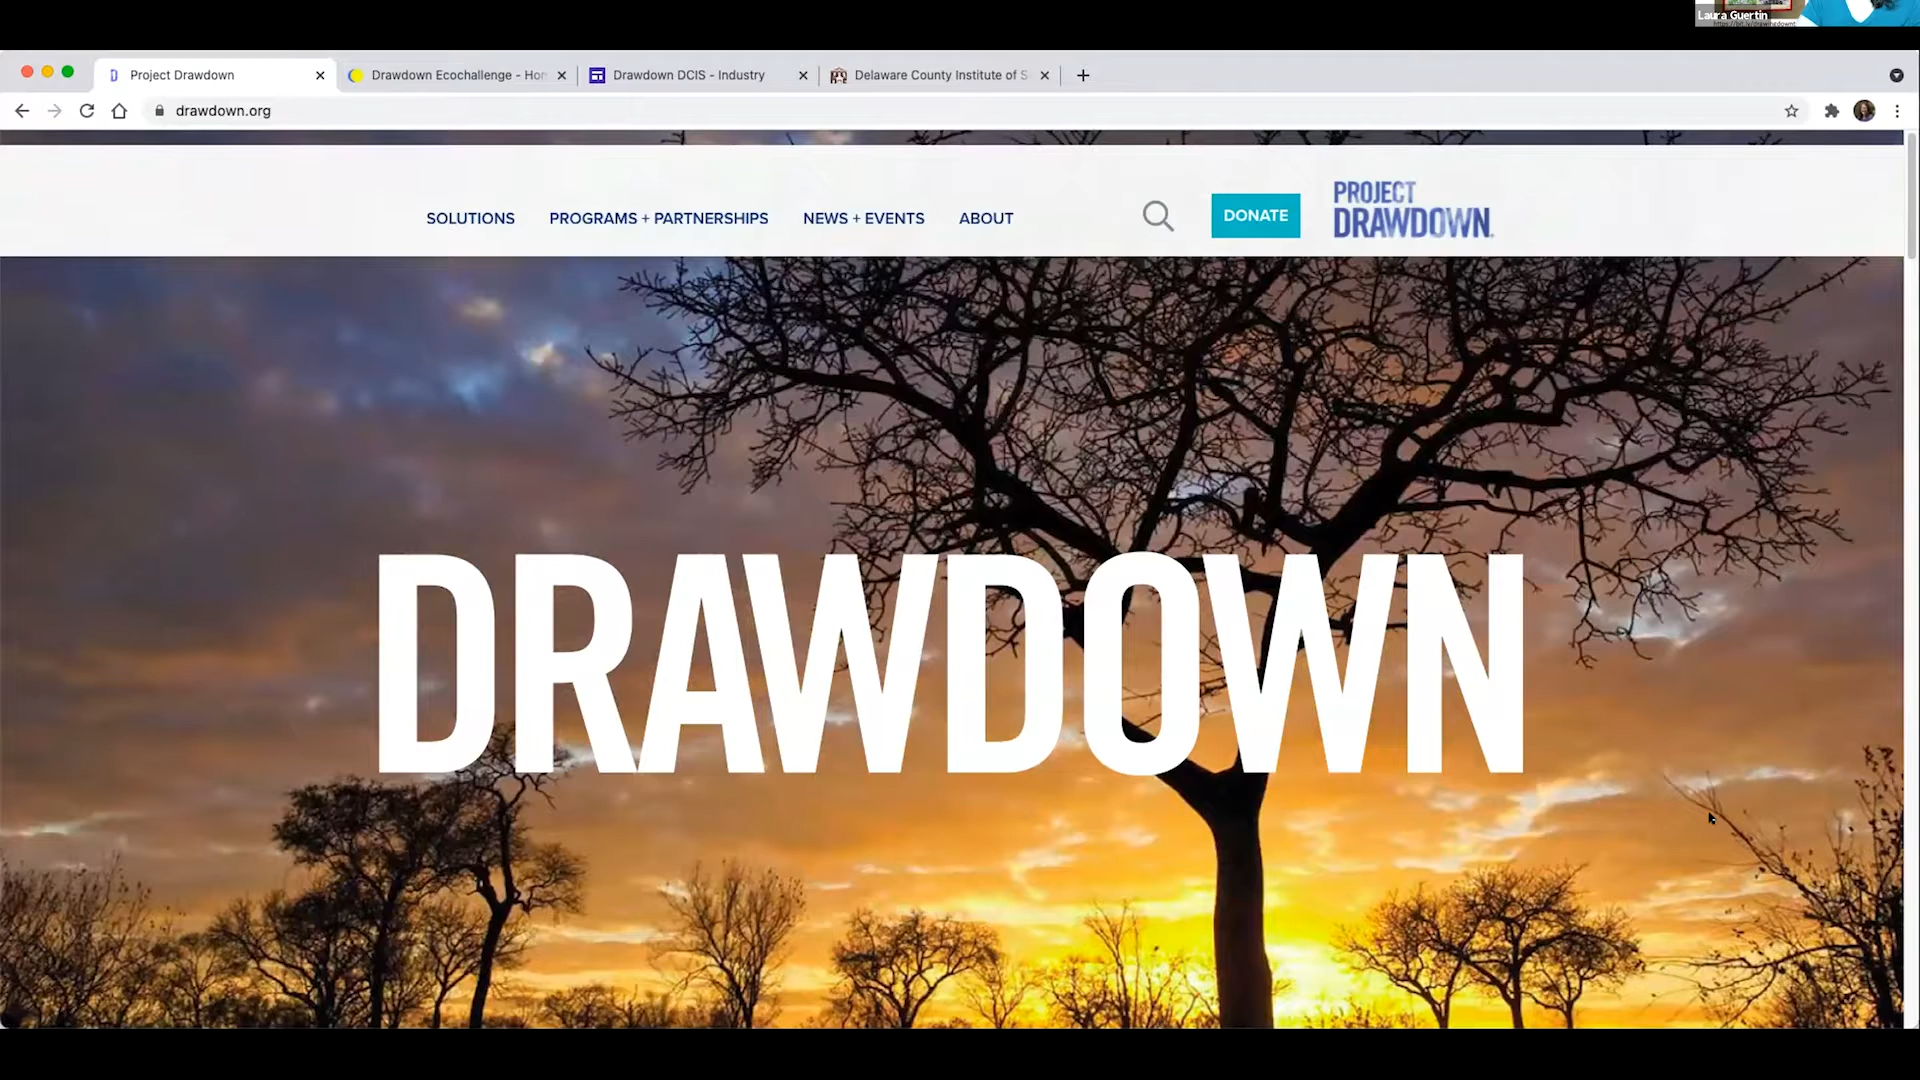 Laura Guertin
Project Drawdown
Drawdown Ecochallenge - Hon
Drawdown DCIS - Industry
Delaware County Institute of S
drawdown.org
SOLUTIONS
PROGRAMS + PARTNERSHIPS
NEWS + EVENTS
ABOUT
DONATE
PROJECT
DRAWDOWN.
DRAWDOWN